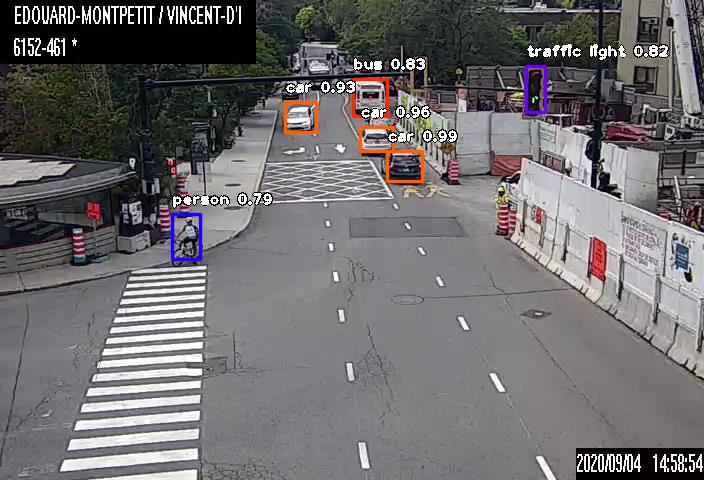 EDOUARD-MONTPETIT / VINCENT-D'I
6152-461 *
traffic light 0.82
bus 0.83
car 0.93
car 0.96
car 0.99
person 0.79
2020/09/04 14:58:54